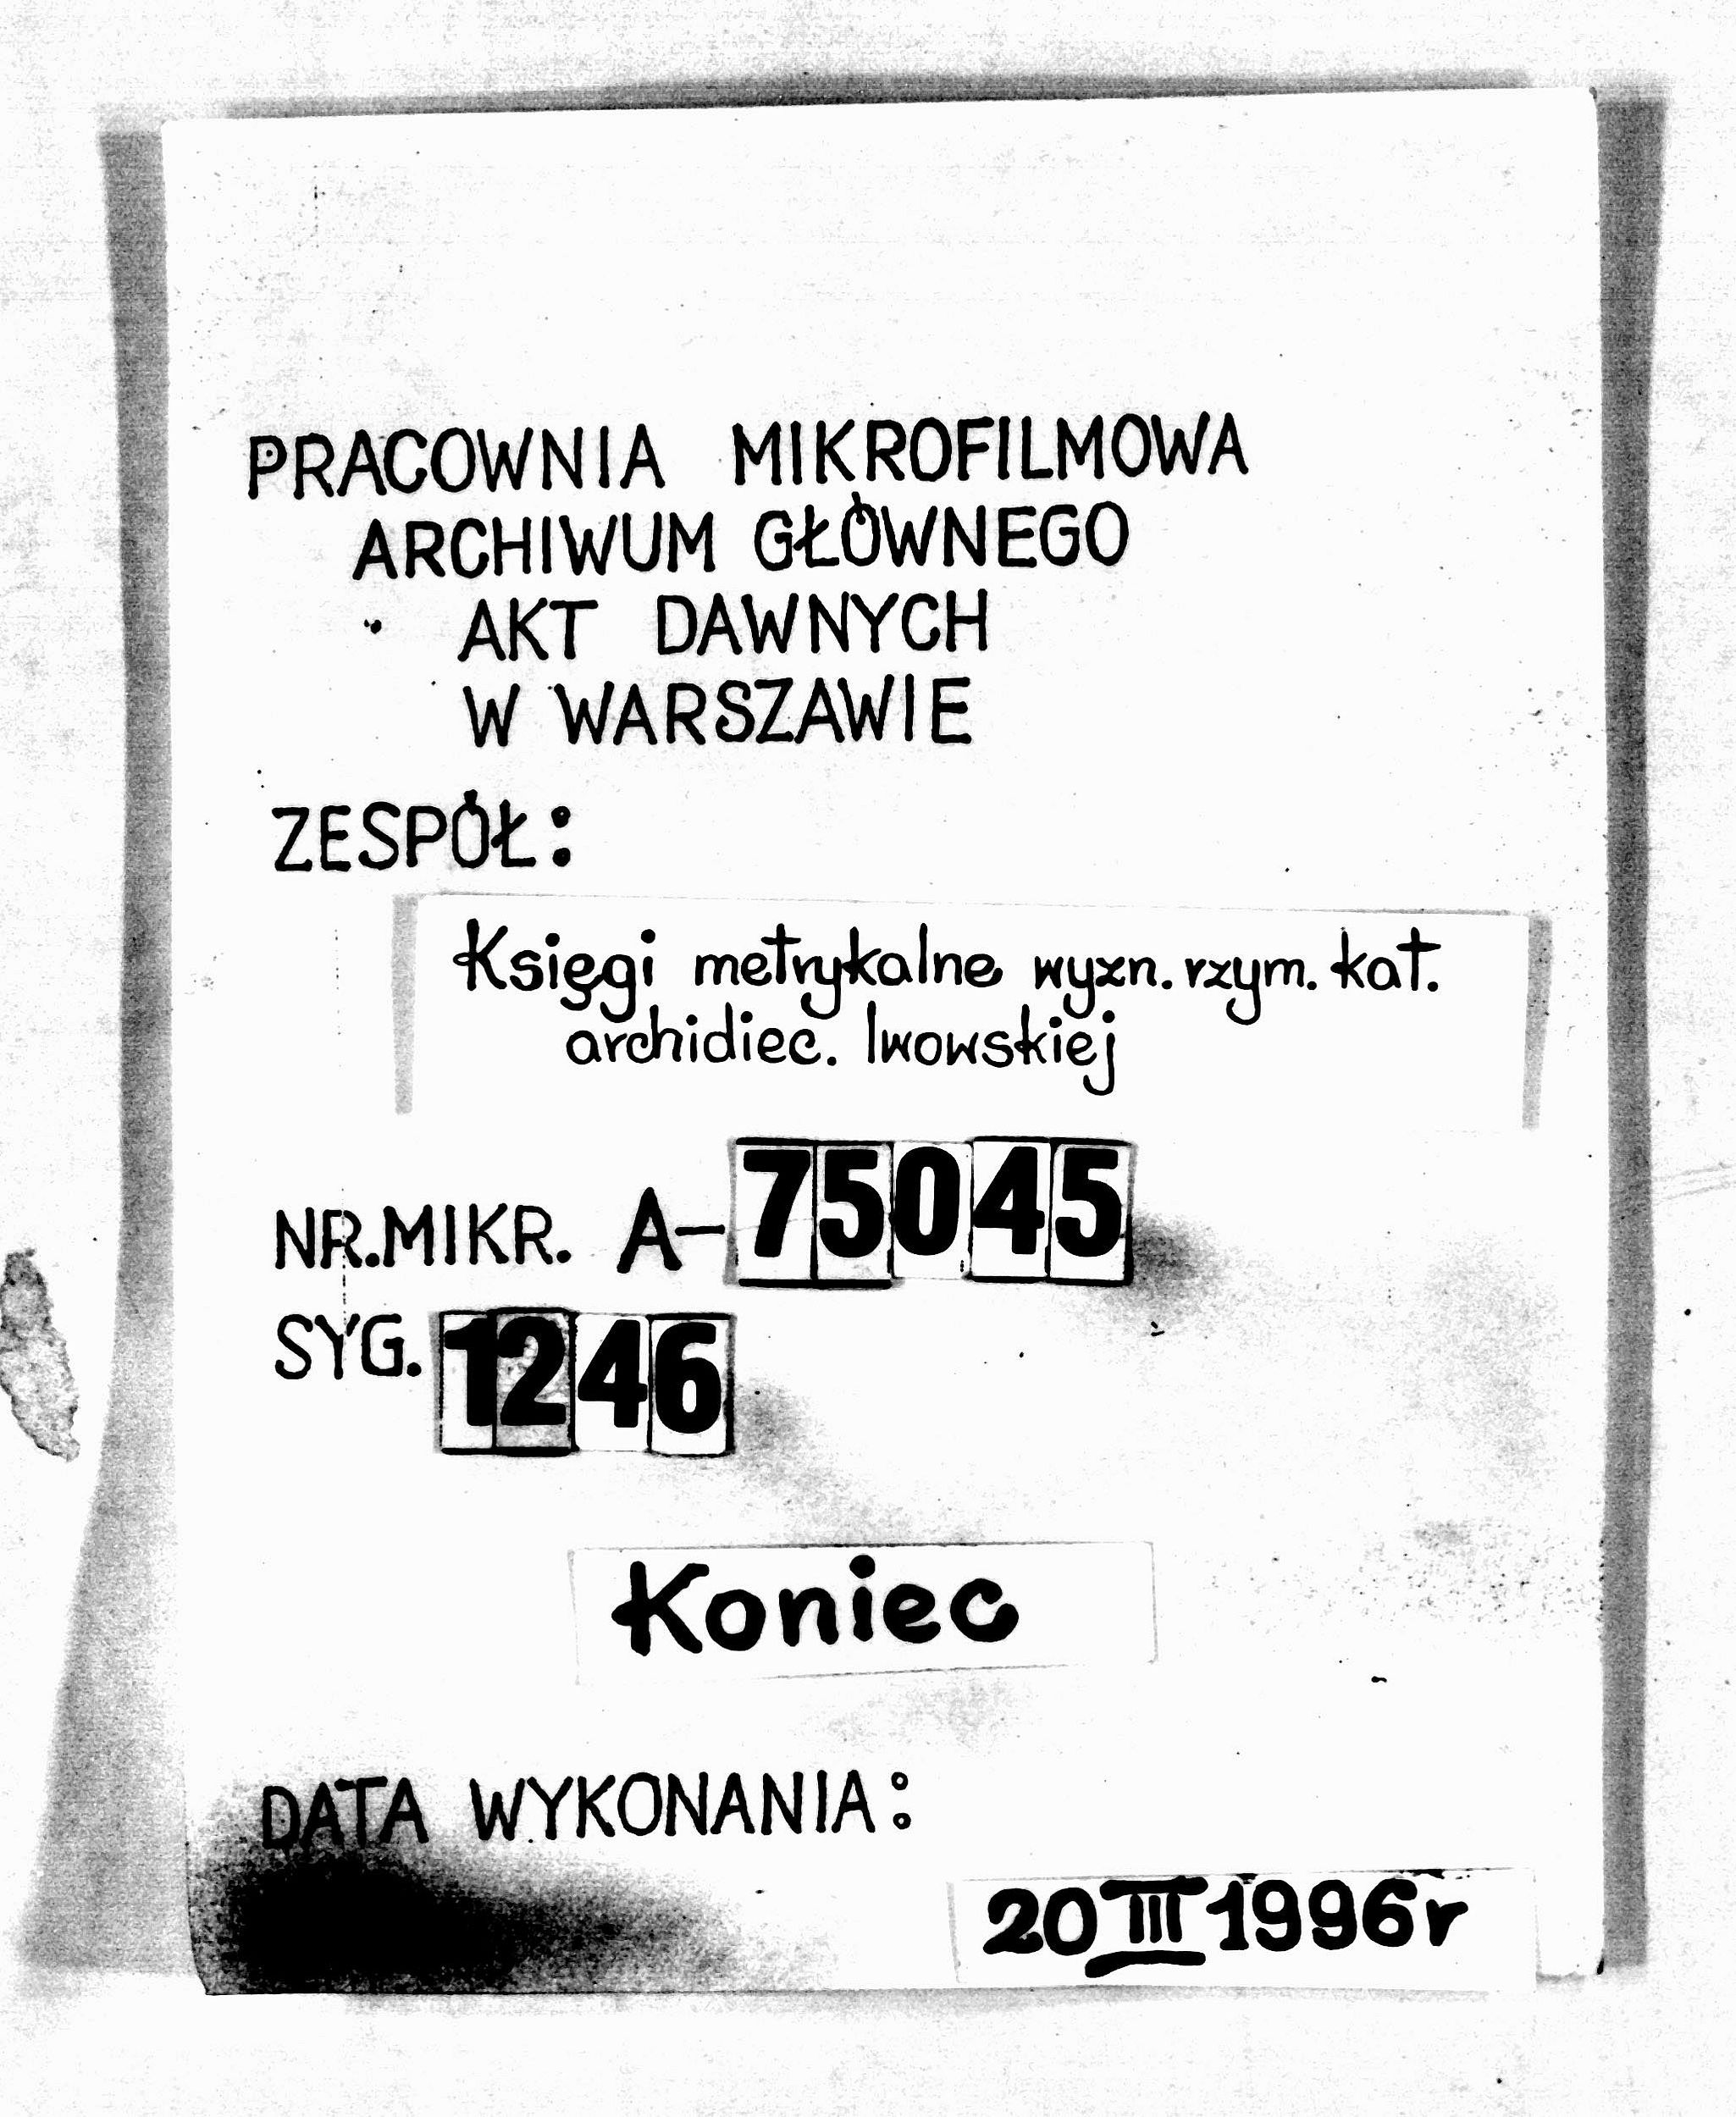 PRACOWNIA MIKROFILMOWA
ARCHIWUM GŁÓWNEGO
AKT DAWNYCH
W WARSZAWIE
ZESPÓŁ:
Księgi metrykalne wyzn. rzym. kat.
archidiec. lwowskiej
NR.MIKR. A-75045
SYG. 1246
Koniec
DATA WYKONANIA:
20 III 1996r